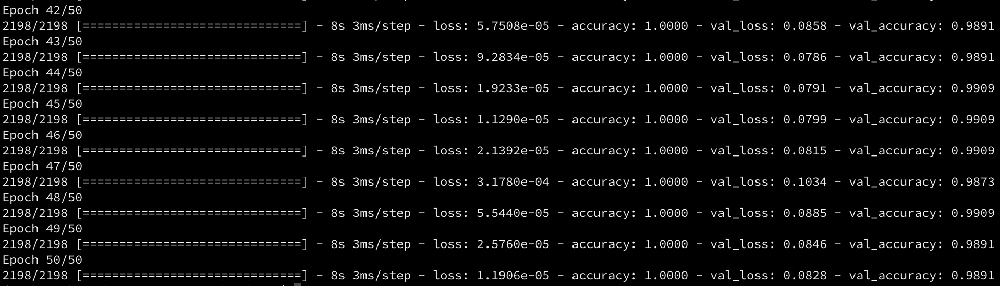 Epoch 42/50
2198/2198 [==============================] - 8s 3ms/step - loss: 5.7508e-05 - accuracy: 1.0000 - val_loss: 0.0858 - val_accuracy: 0.9891
Epoch 43/50
2198/2198 [==============================] - 8s 3ms/step - loss: 9.2834e-05 - accuracy: 1.0000 - val_loss: 0.0786 - val_accuracy: 0.9891
Epoch 44/50
2198/2198 [==============================] - 8s 3ms/step - loss: 1.9233e-05 - accuracy: 1.0000 - val_loss: 0.0791 - val_accuracy: 0.9909
Epoch 45/50
2198/2198 [==============================] - 8s 3ms/step - loss: 1.1290e-05 - accuracy: 1.0000 - val_loss: 0.0799 - val_accuracy: 0.9909
Epoch 46/50
2198/2198 [==============================] - 8s 3ms/step - loss: 2.1392e-05 - accuracy: 1.0000 - val_loss: 0.0815 - val_accuracy: 0.9909
Epoch 47/50
2198/2198 [==============================] - 8s 3ms/step - loss: 3.1780e-04 - accuracy: 1.0000 - val_loss: 0.1034 - val_accuracy: 0.9873
Epoch 48/50
2198/2198 [==============================] - 8s 3ms/step - loss: 5.5440e-05 - accuracy: 1.0000 - val_loss: 0.0885 - val_accuracy: 0.9909
Epoch 49/50
2198/2198 [==============================] - 8s 3ms/step - loss: 2.5760e-05 - accuracy: 1.0000 - val_loss: 0.0846 - val_accuracy: 0.9891
Epoch 50/50
2198/2198 [==============================] - 8s 3ms/step - loss: 1.1906e-05 - accuracy: 1.0000 - val_loss: 0.0828 - val_accuracy: 0.9891